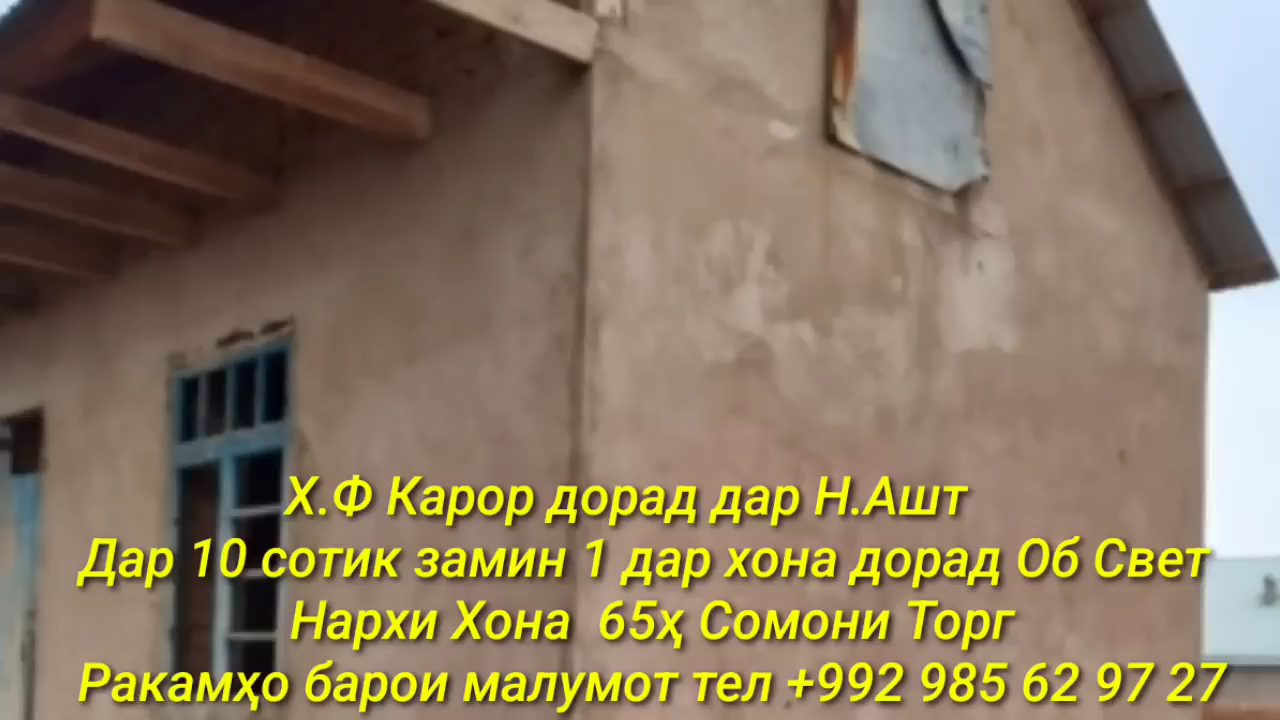 Х.Ф Карор дорад дар Н.Ашт
Дар 10 сотик замин 1 дар хона дорад Об Свет
Нархи Хона 65ҳ Сомони Торг
Ракамҳо барои малумот тел +992 985 62 97 27